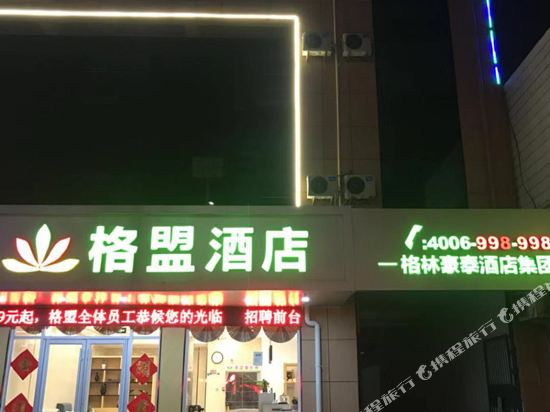 格盟酒店
:4006-998-998
一格林豪泰酒店集团
9元起，格盟全体员工恭候您的光临 招聘前台
携程旅行
携程旅行